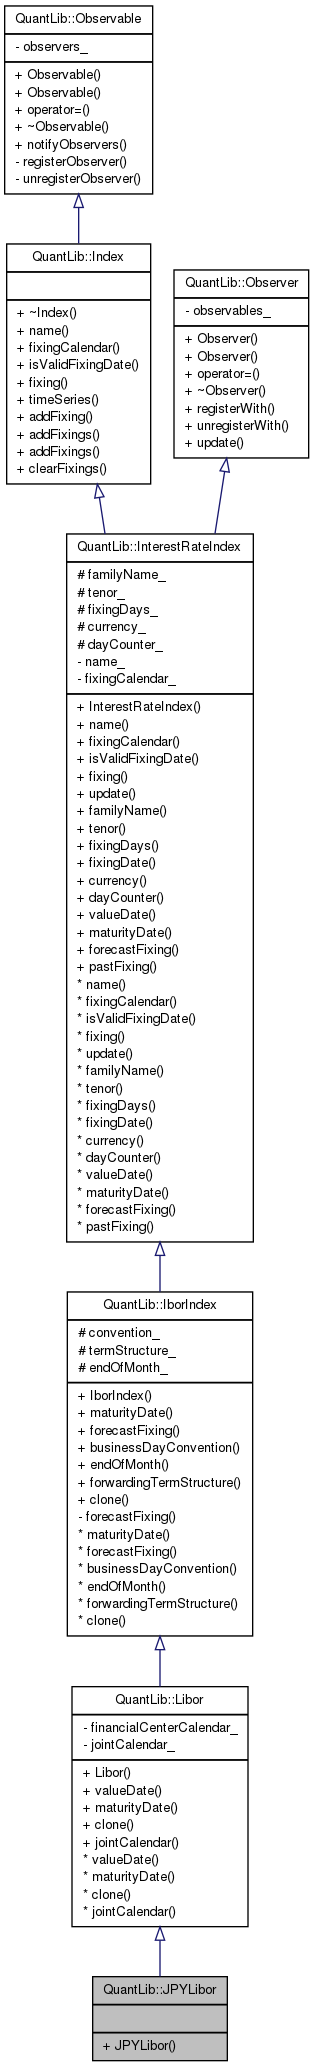 QuantLib::Observable
- observers_
+ Observable()
+ Observable()
+ operator=()
+ ~Observable()
+ notifyObservers()
- registerObserver()
- unregisterObserver()
QuantLib::Index
+ ~Index()
+ name()
+ fixingCalendar()
+ isValidFixingDate()
+ fixing()
+ timeSeries()
+ addFixing()
+ addFixings()
+ addFixings()
+ clearFixings()
QuantLib::Observer
- observables_
+ Observer()
+ Observer()
+ operator=()
+ ~Observer()
+ registerWith()
+ unregisterWith()
+ update()
QuantLib::InterestRateIndex
# familyName_
# tenor_
# fixingDays_
# currency_
# dayCounter_
- name_
- fixingCalendar_
+ InterestRateIndex()
+ name()
+ fixingCalendar()
+ isValidFixingDate()
+ fixing()
+ update()
+ familyName()
+ tenor()
+ fixingDays()
+ fixingDate()
+ currency()
+ dayCounter()
+ valueDate()
+ maturityDate()
+ forecastFixing()
+ pastFixing()
* name()
* fixingCalendar()
* isValidFixingDate()
* fixing()
* update()
* familyName()
* tenor()
* fixingDays()
* fixingDate()
* currency()
* dayCounter()
* valueDate()
* maturityDate()
* forecastFixing()
* pastFixing()
QuantLib::IborIndex
# convention_
# termStructure_
# endOfMonth_
+ IborIndex()
+ maturityDate()
+ forecastFixing()
+ businessDayConvention()
+ endOfMonth()
+ forwardingTermStructure()
+ clone()
- forecastFixing()
* maturityDate()
* forecastFixing()
* businessDayConvention()
* endOfMonth()
* forwardingTermStructure()
* clone()
QuantLib::Libor
- financialCenterCalendar_
- jointCalendar_
+ Libor()
+ valueDate()
+ maturityDate()
+ clone()
+ jointCalendar()
* valueDate()
* maturityDate()
* clone()
* jointCalendar()
QuantLib::JPYLibor
+ JPYLibor()